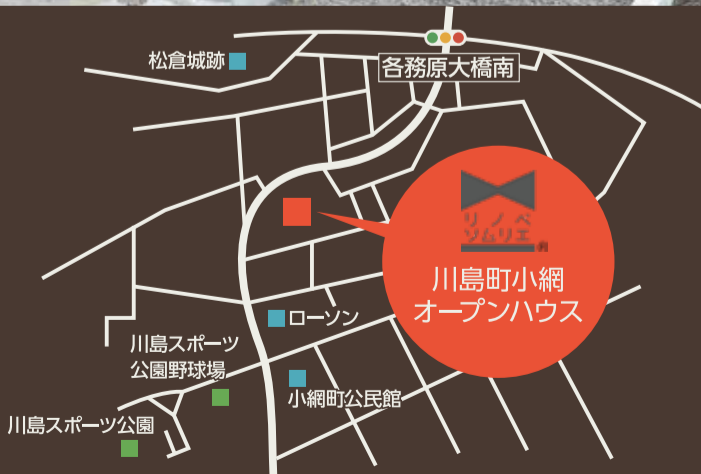 松倉城跡
各務原大橋南
リノベ
ソムリエ
川島町小網
オープンハウス
ローソン
川島スポーツ
公園野球場
小網町公民館
川島スポーツ公園